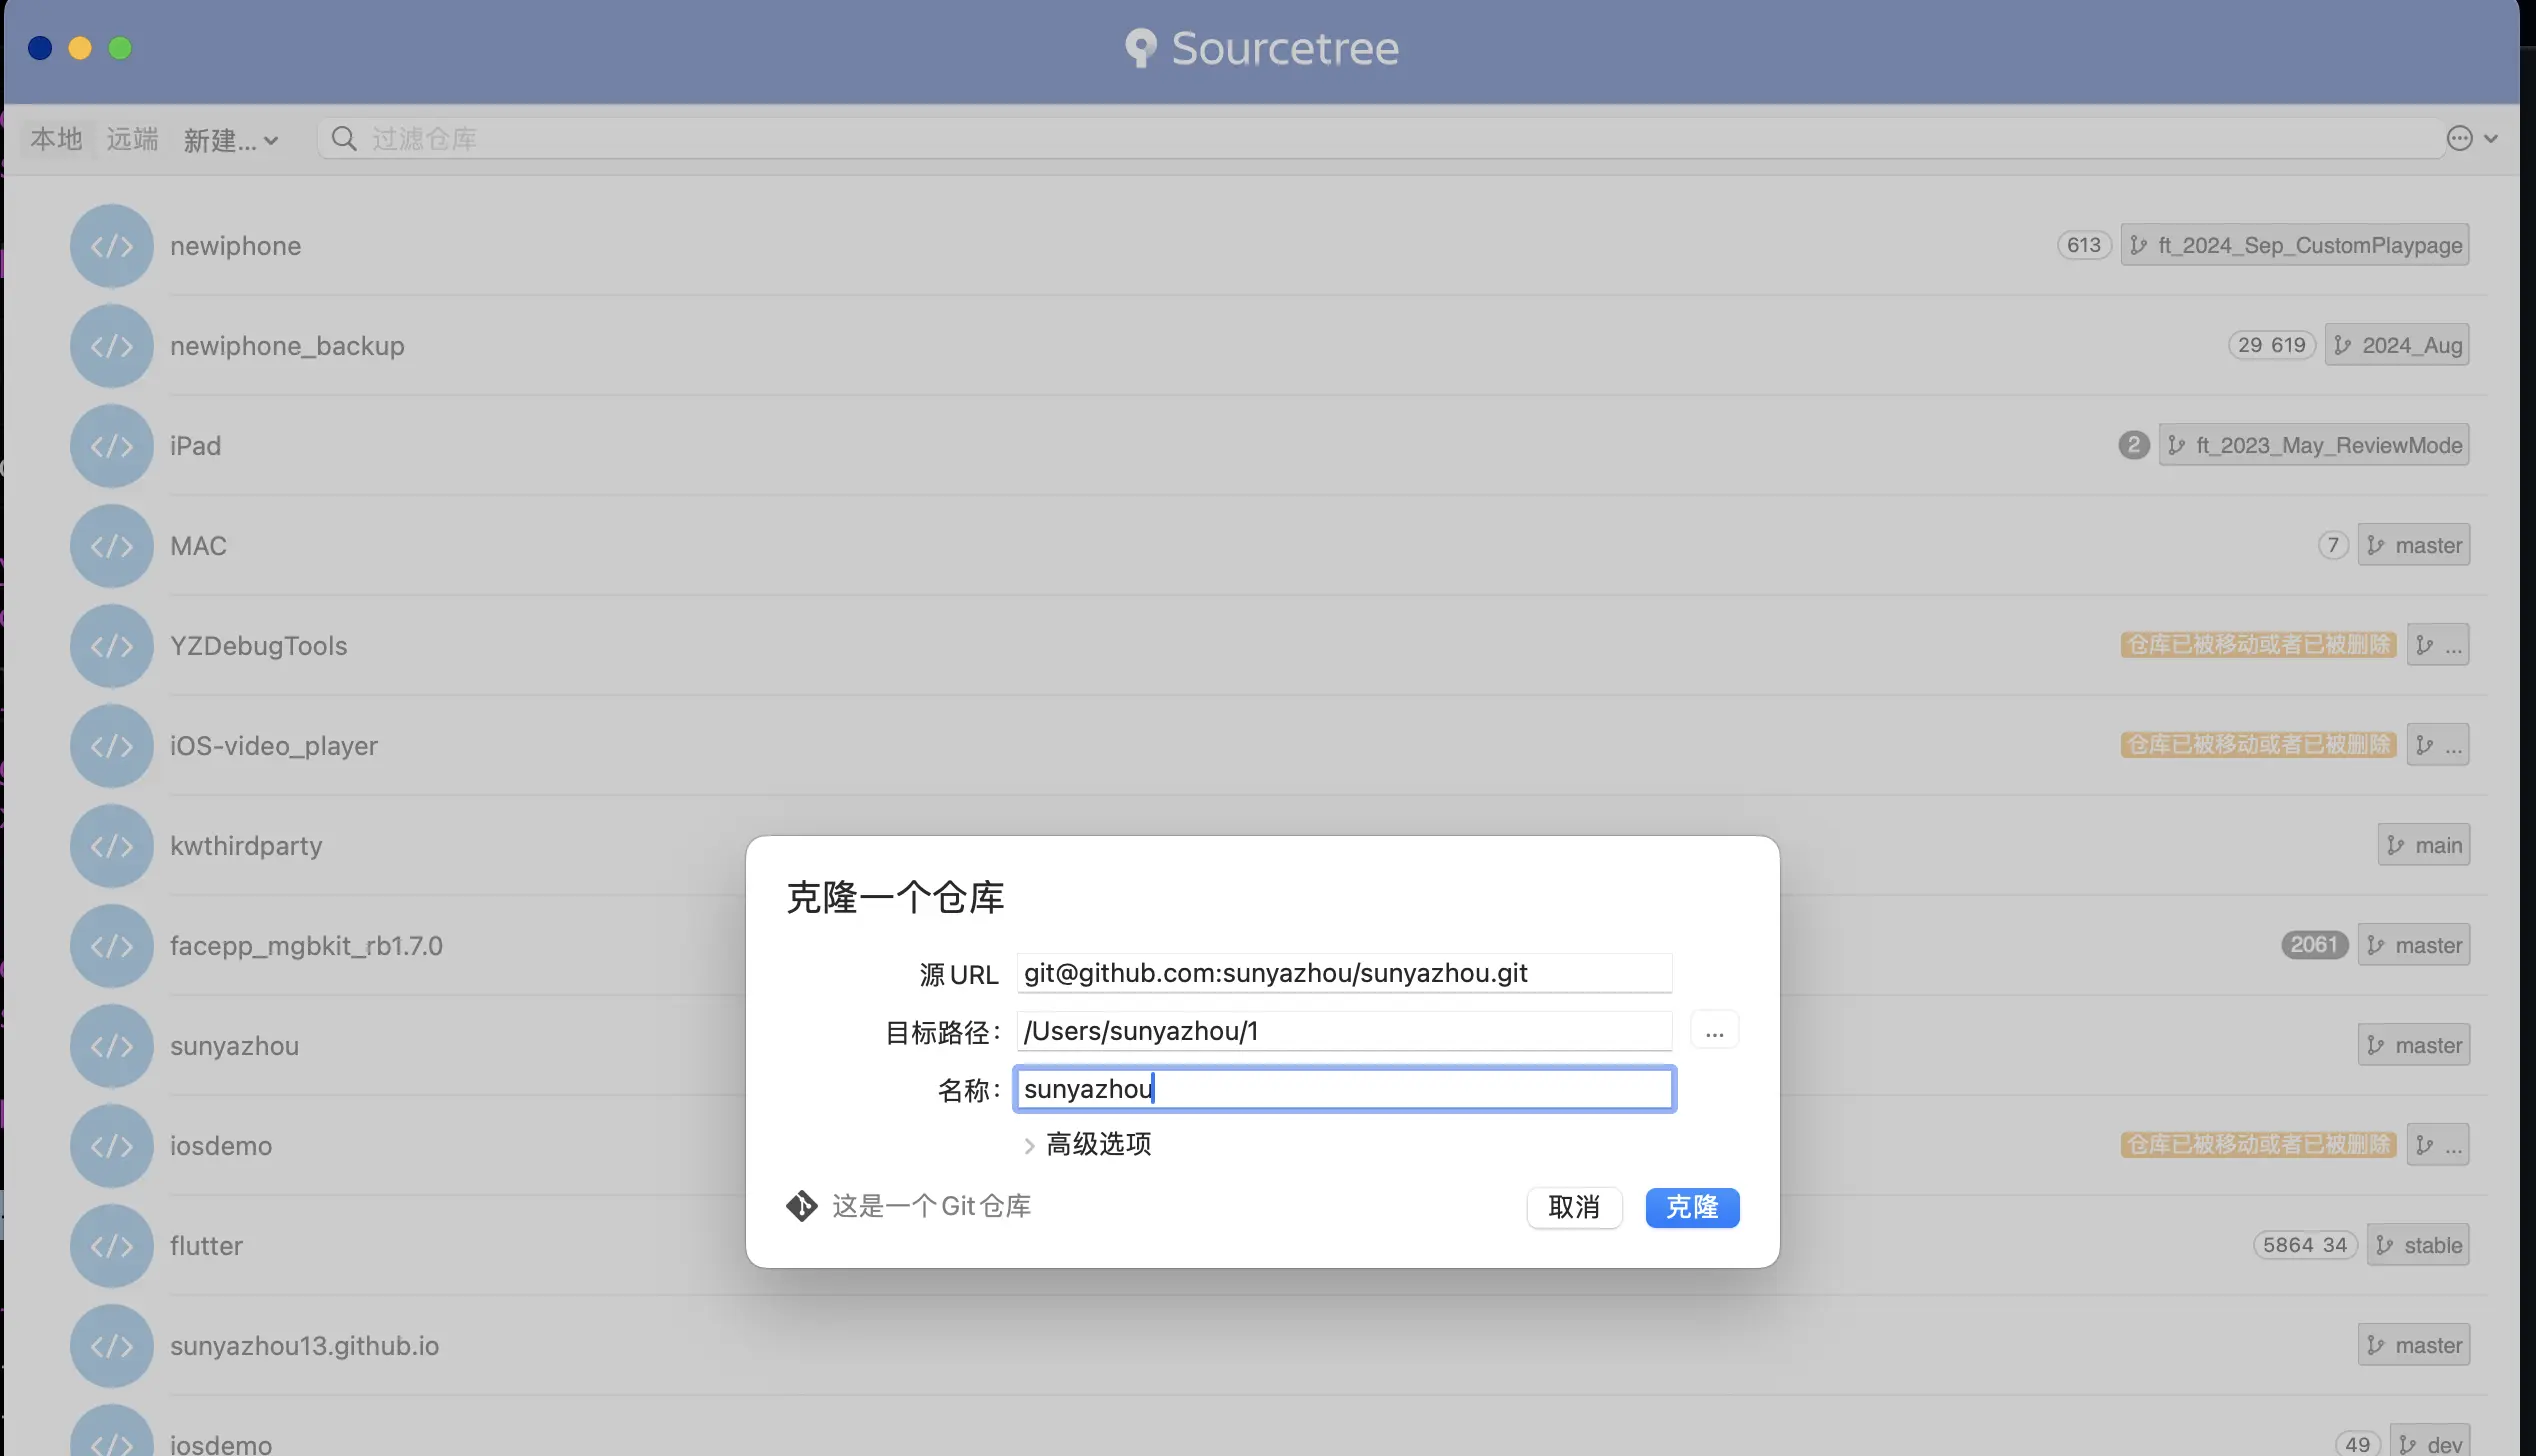 Sourcetree
本地 远端 新建... 过滤仓库
newiphone 613 ft_2024_Sep_CustomPlaypage
newiphone_backup 29 619 2024_Aug
iPad 2 ft_2023_May_ReviewMode
MAC 7 master
YZDebugTools 仓库已被移动或者已被删除 ...
iOS-video_player 仓库已被移动或者已被删除 ...
kwthirdparty main
facepp_mgbkit_rb1.7.0 2061 master
sunyazhou master
iosdemo 仓库已被移动或者已被删除 ...
flutter 5864 34 stable
sunyazhou13.github.io master
iosdemo 49 dev
克隆一个仓库
源 URL git@github.com:sunyazhou/sunyazhou.git
目标路径: /Users/sunyazhou/1 ...
名称: sunyazhou
高级选项
这是一个 Git 仓库 取消 克隆